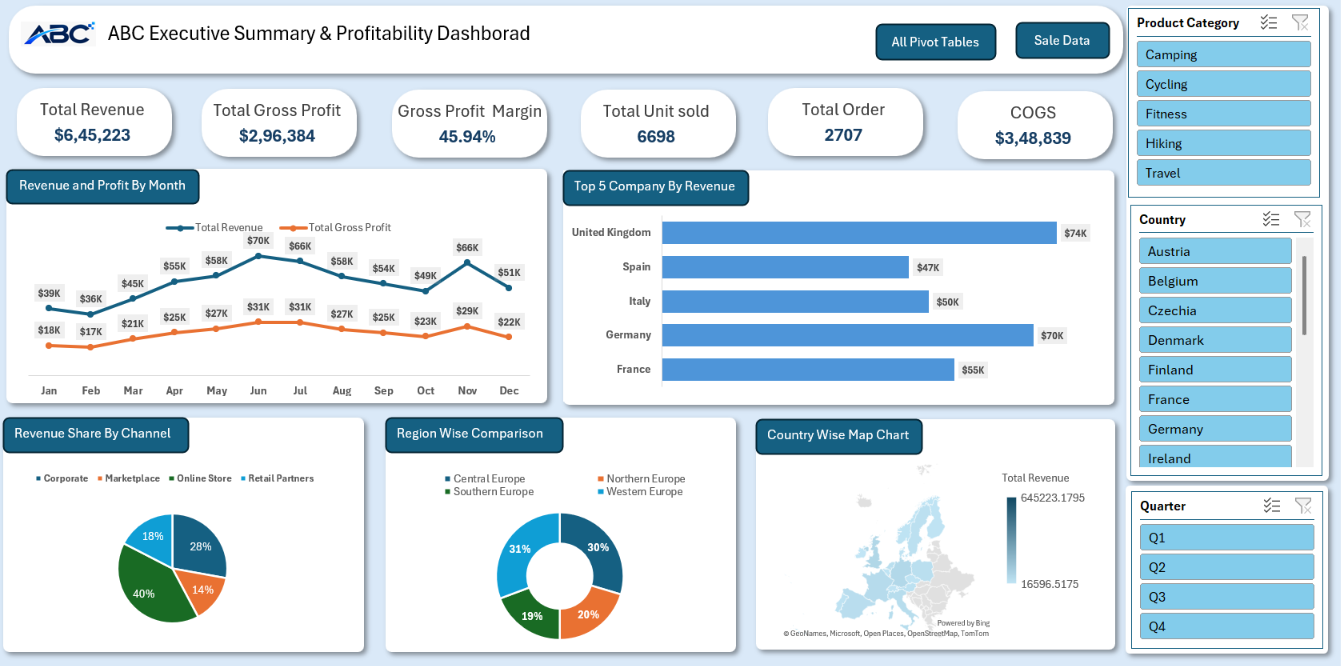 ABC
ABC Executive Summary & Profitability Dashborad
All Pivot Tables
Sale Data
Total Revenue
$6,45,223
Total Gross Profit
$2,96,384
Gross Profit Margin
45.94%
Total Unit sold
6698
Total Order
2707
COGS
$3,48,839
Revenue and Profit By Month
Total Revenue
Total Gross Profit
$39K
$36K
$45K
$55K
$58K
$70K
$66K
$58K
$54K
$49K
$66K
$51K
$18K
$17K
$21K
$25K
$27K
$31K
$31K
$27K
$25K
$23K
$29K
$22K
Jan
Feb
Mar
Apr
May
Jun
Jul
Aug
Sep
Oct
Nov
Dec
Top 5 Company By Revenue
United Kingdom
$74K
Spain
$47K
Italy
$50K
Germany
$70K
France
$55K
Revenue Share By Channel
Corporate
Marketplace
Online Store
Retail Partners
18%
28%
40%
14%
Region Wise Comparison
Central Europe
Northern Europe
Southern Europe
Western Europe
31%
30%
19%
20%
Country Wise Map Chart
Total Revenue
645223.1795
16596.5175
Powered by Bing
© GeoNames, Microsoft, Open Places, OpenStreetMap, TomTom
Product Category
Camping
Cycling
Fitness
Hiking
Travel
Country
Austria
Belgium
Czechia
Denmark
Finland
France
Germany
Ireland
Quarter
Q1
Q2
Q3
Q4